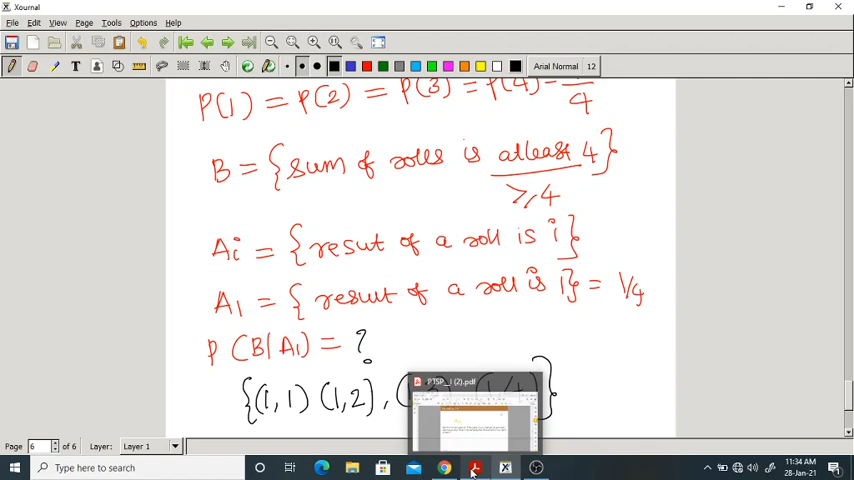 Xournal
File Edit View Page Tools Options Help
Arial Normal 12
P(1) = P(2) = P(3) = P(4) = 4
B = {sum of rolls is atleast 4}
≥4
Ai = {resut of a roll is i}
A1 = {resut of a roll is 1} = 1/4
P (B|A1) = ?
{(1,1) (1,2), }
PTSP_I (2).pdf
Page 6 of 6 Layer: Layer 1
Type here to search
11:34 AM
28-Jan-21